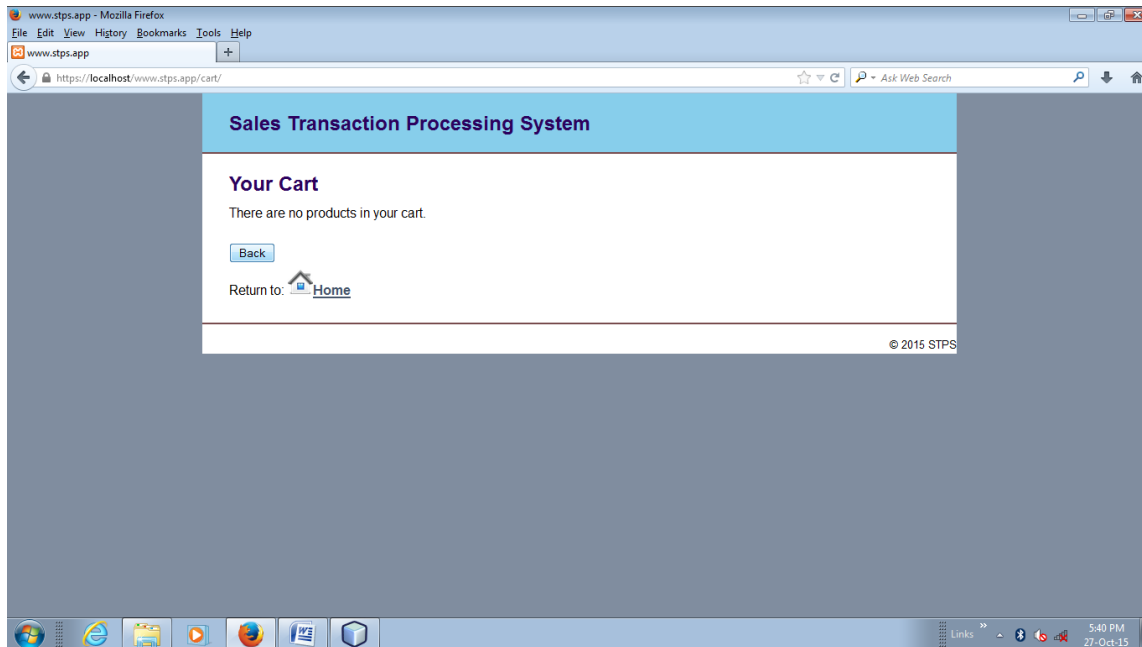 www.stps.app - Mozilla Firefox
File Edit View History Bookmarks Tools Help
www.stps.app +
https://localhost/www.stps.app/cart/ Ask Web Search
Sales Transaction Processing System
Your Cart
There are no products in your cart.
Back
Return to: Home
© 2015 STPS
Links » 5:40 PM
27-Oct-15